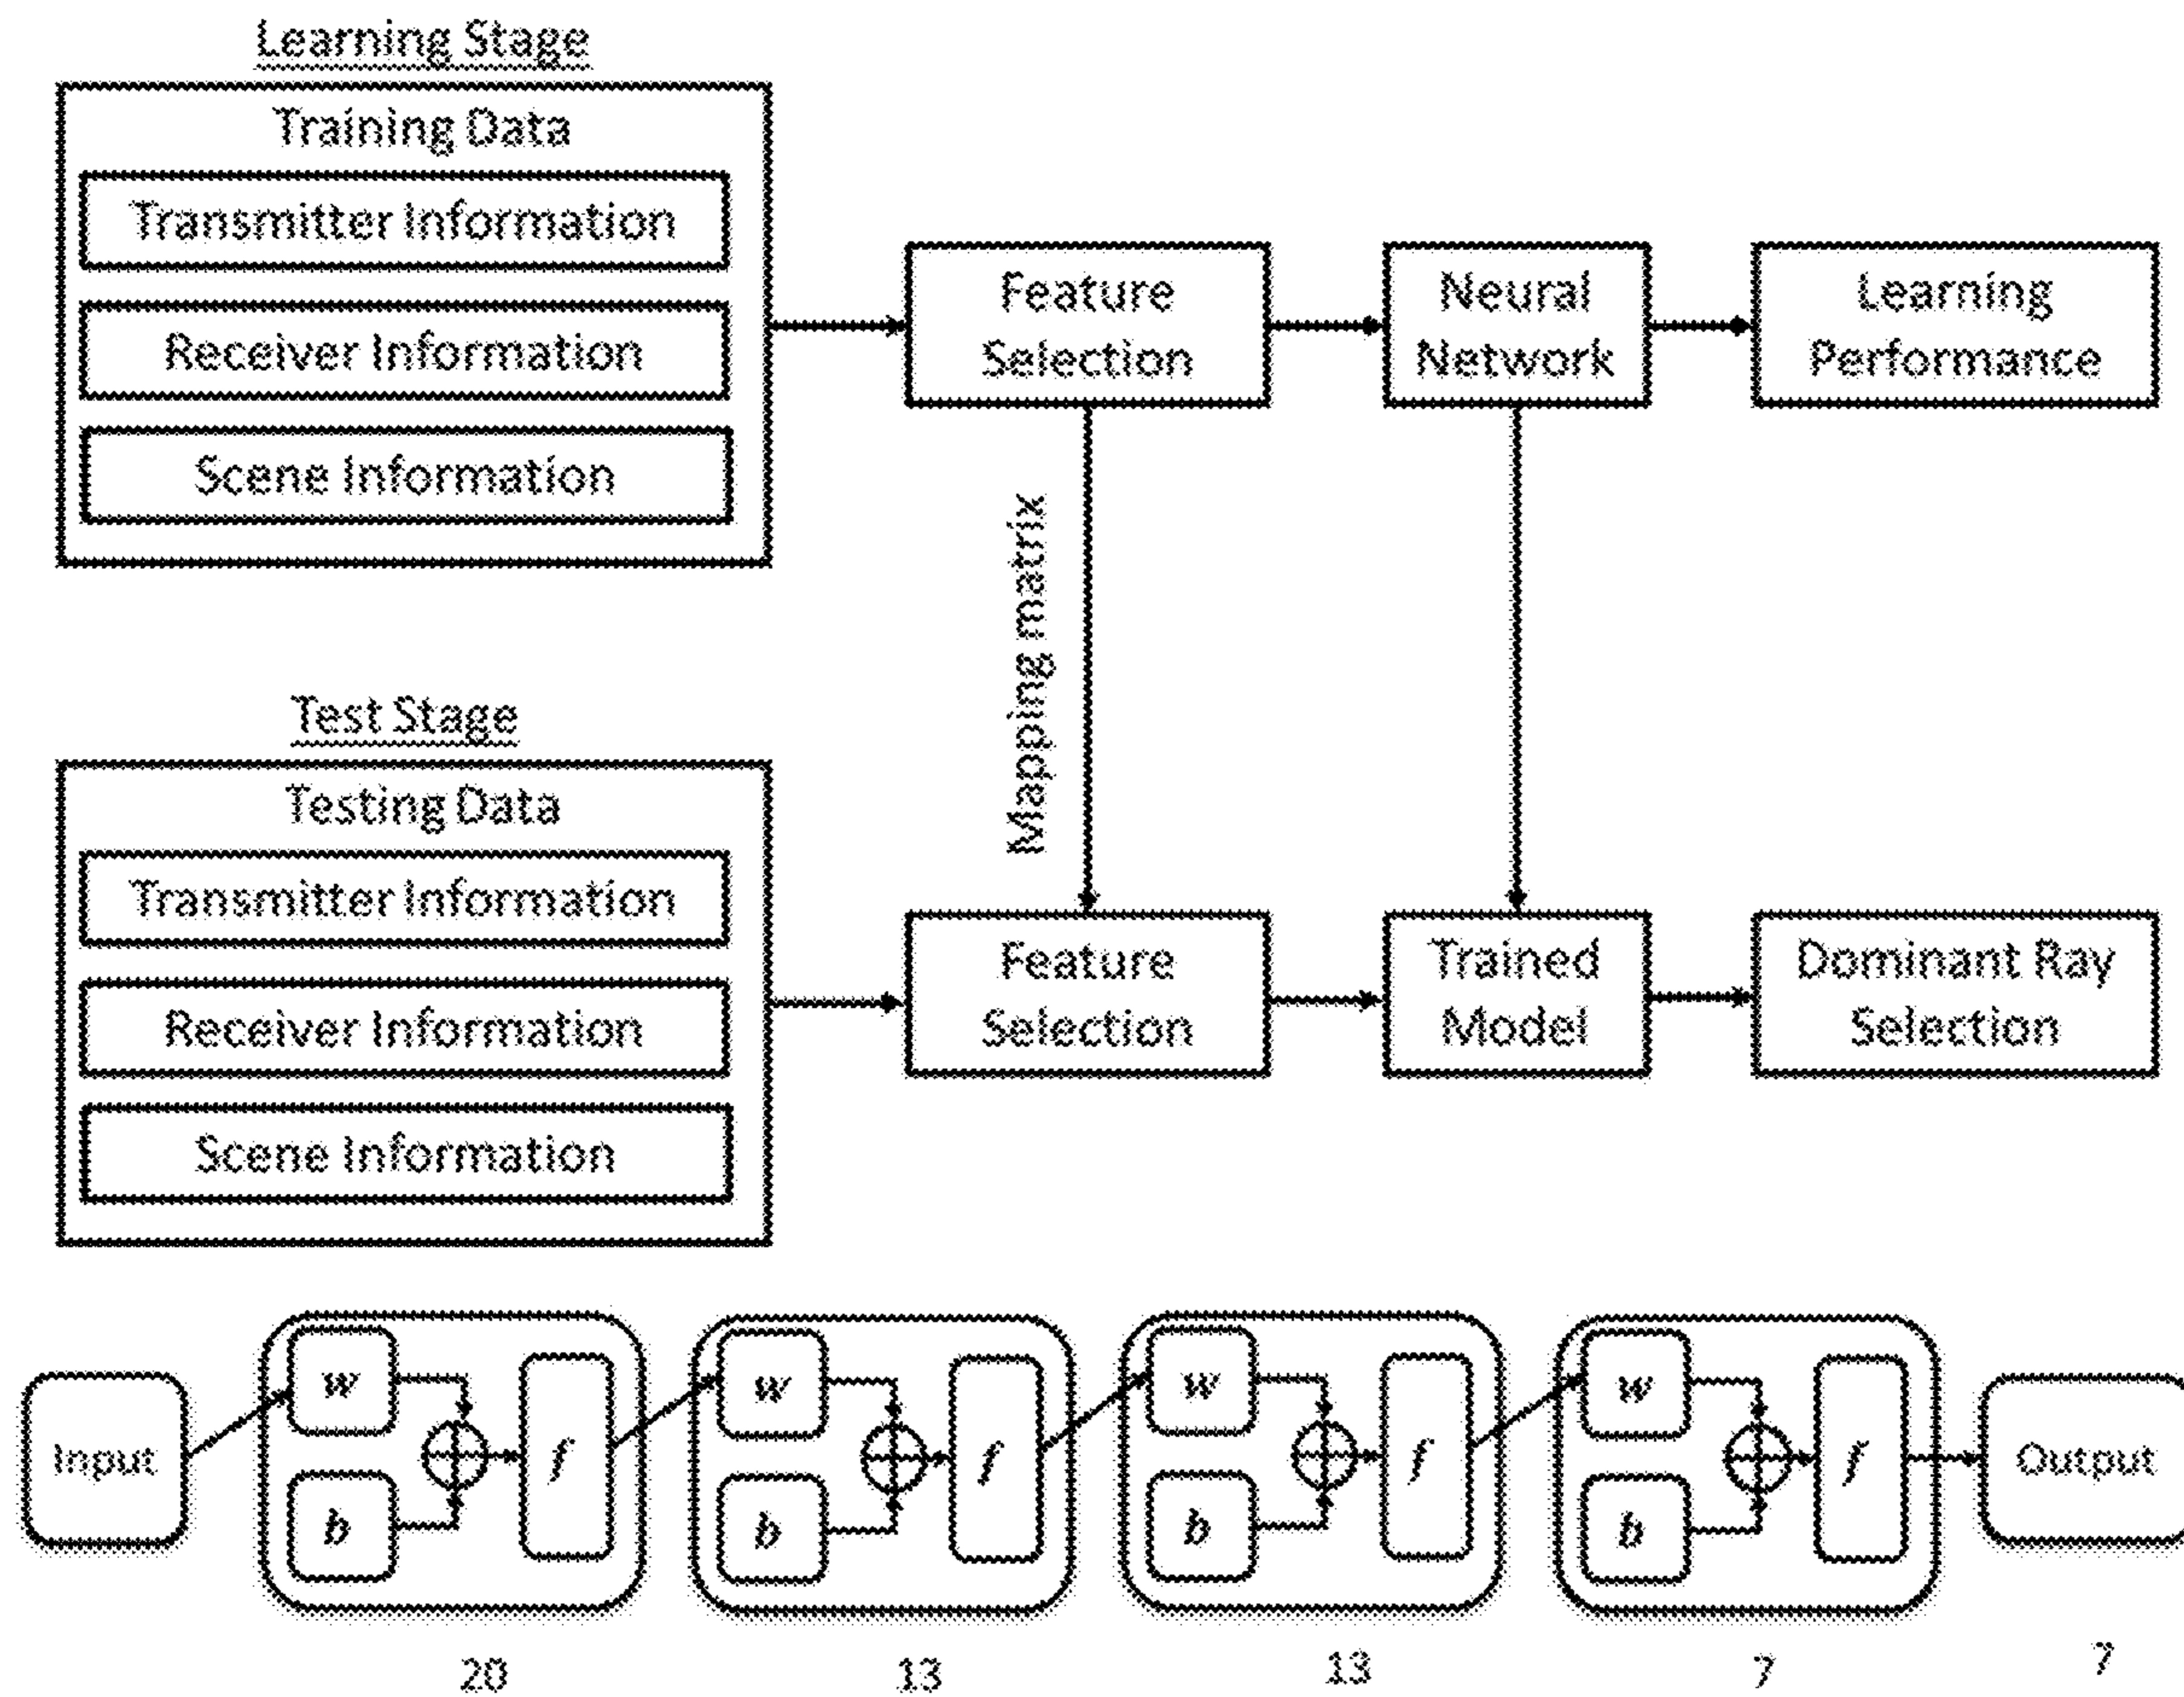 Learning Stage
Training Data
Transmitter Information
Receiver Information
Scene Information
Feature
Selection
Neural
Network
Learning
Performance
Mapping matrix
Test Stage
Testing Data
Transmitter Information
Receiver Information
Scene Information
Feature
Selection
Trained
Model
Dominant Ray
Selection
Input
w
b
f
w
b
f
w
b
f
w
b
f
Output
20
13
13
7
7